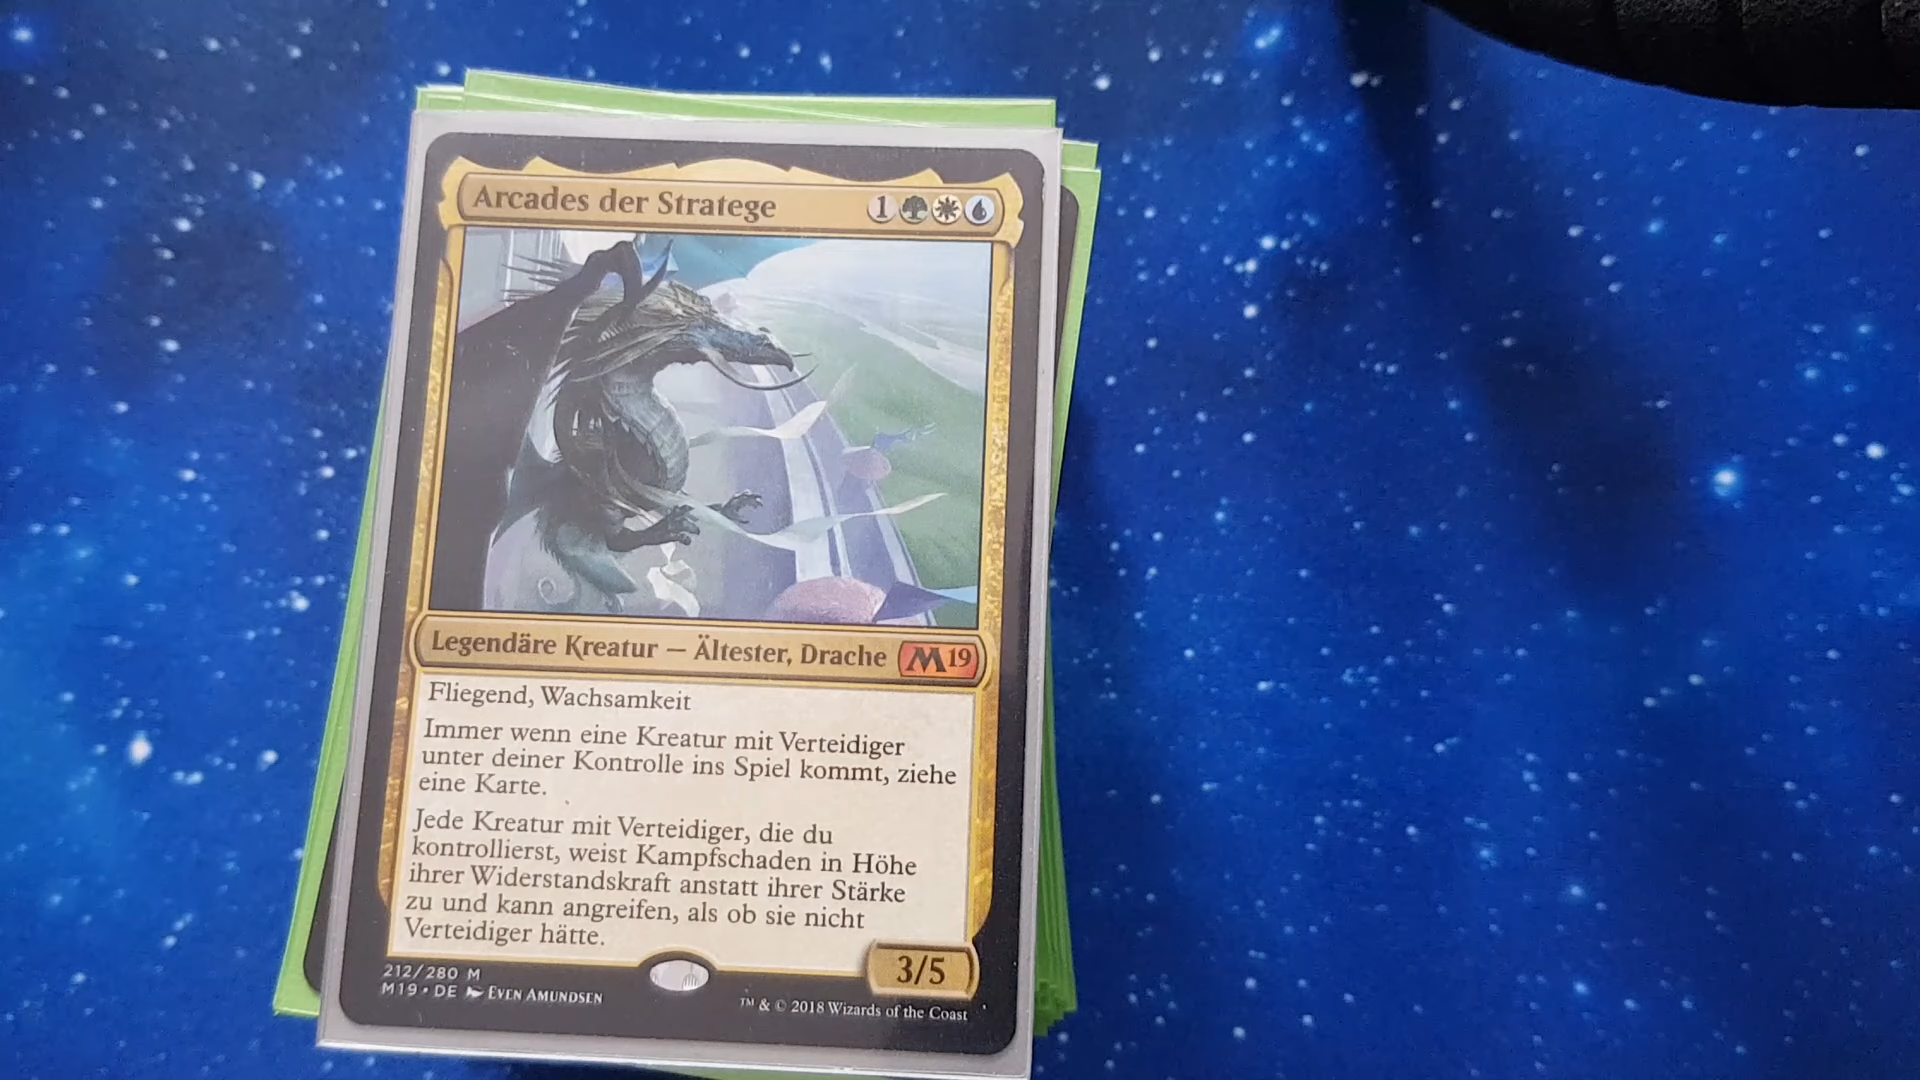 Arcades der Stratege 1
Legendäre Kreatur — Ältester, Drache M19
Fliegend, Wachsamkeit
Immer wenn eine Kreatur mit Verteidiger
unter deiner Kontrolle ins Spiel kommt, ziehe
eine Karte.
Jede Kreatur mit Verteidiger, die du
kontrollierst, weist Kampfschaden in Höhe
ihrer Widerstandskraft anstatt ihrer Stärke
zu und kann angreifen, als ob sie nicht
Verteidiger hätte.
3/5
212/280 M
M19 • DE EVEN AMUNDSEN
™ & © 2018 Wizards of the Coast